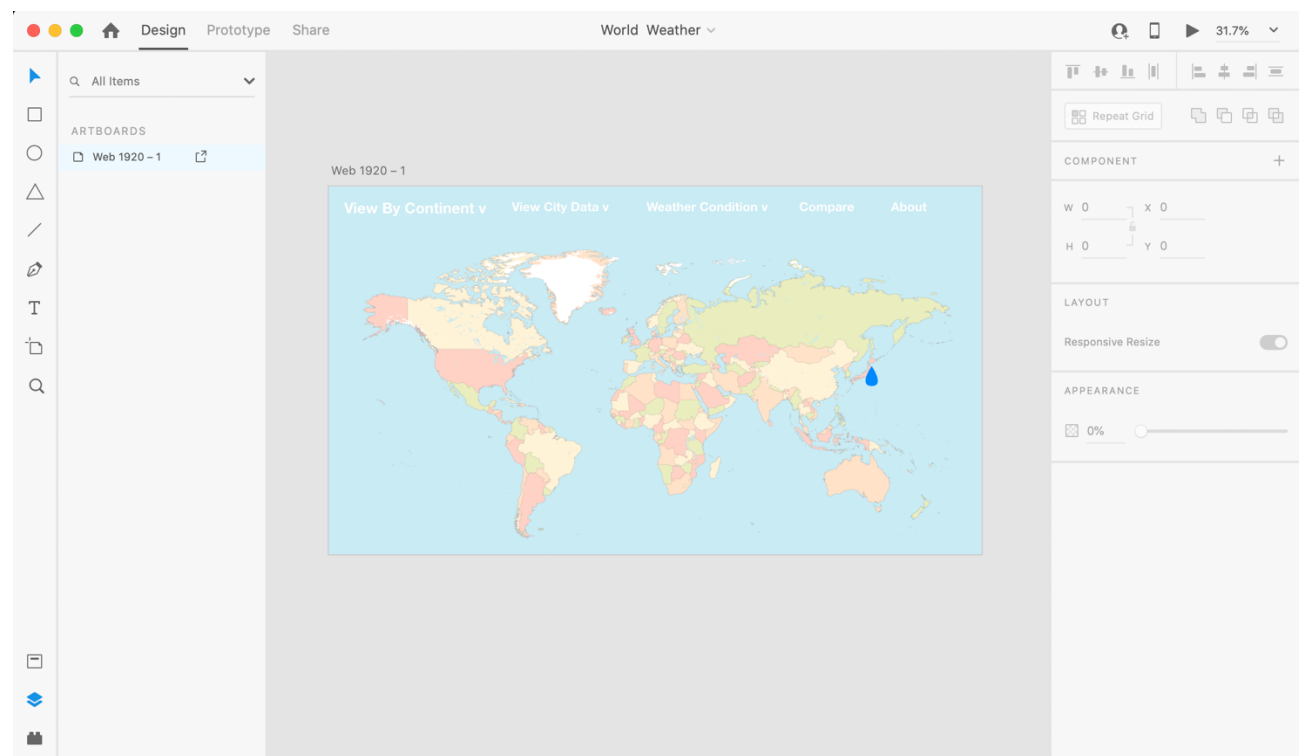 Design Prototype Share World Weather 31.7%
All Items
ARTBOARDS
Web 1920 – 1
Web 1920 – 1
View By Continent v View City Data v Weather Condition v Compare About
Repeat Grid
COMPONENT
W 0 X 0
H 0 Y 0
LAYOUT
Responsive Resize
APPEARANCE
0%